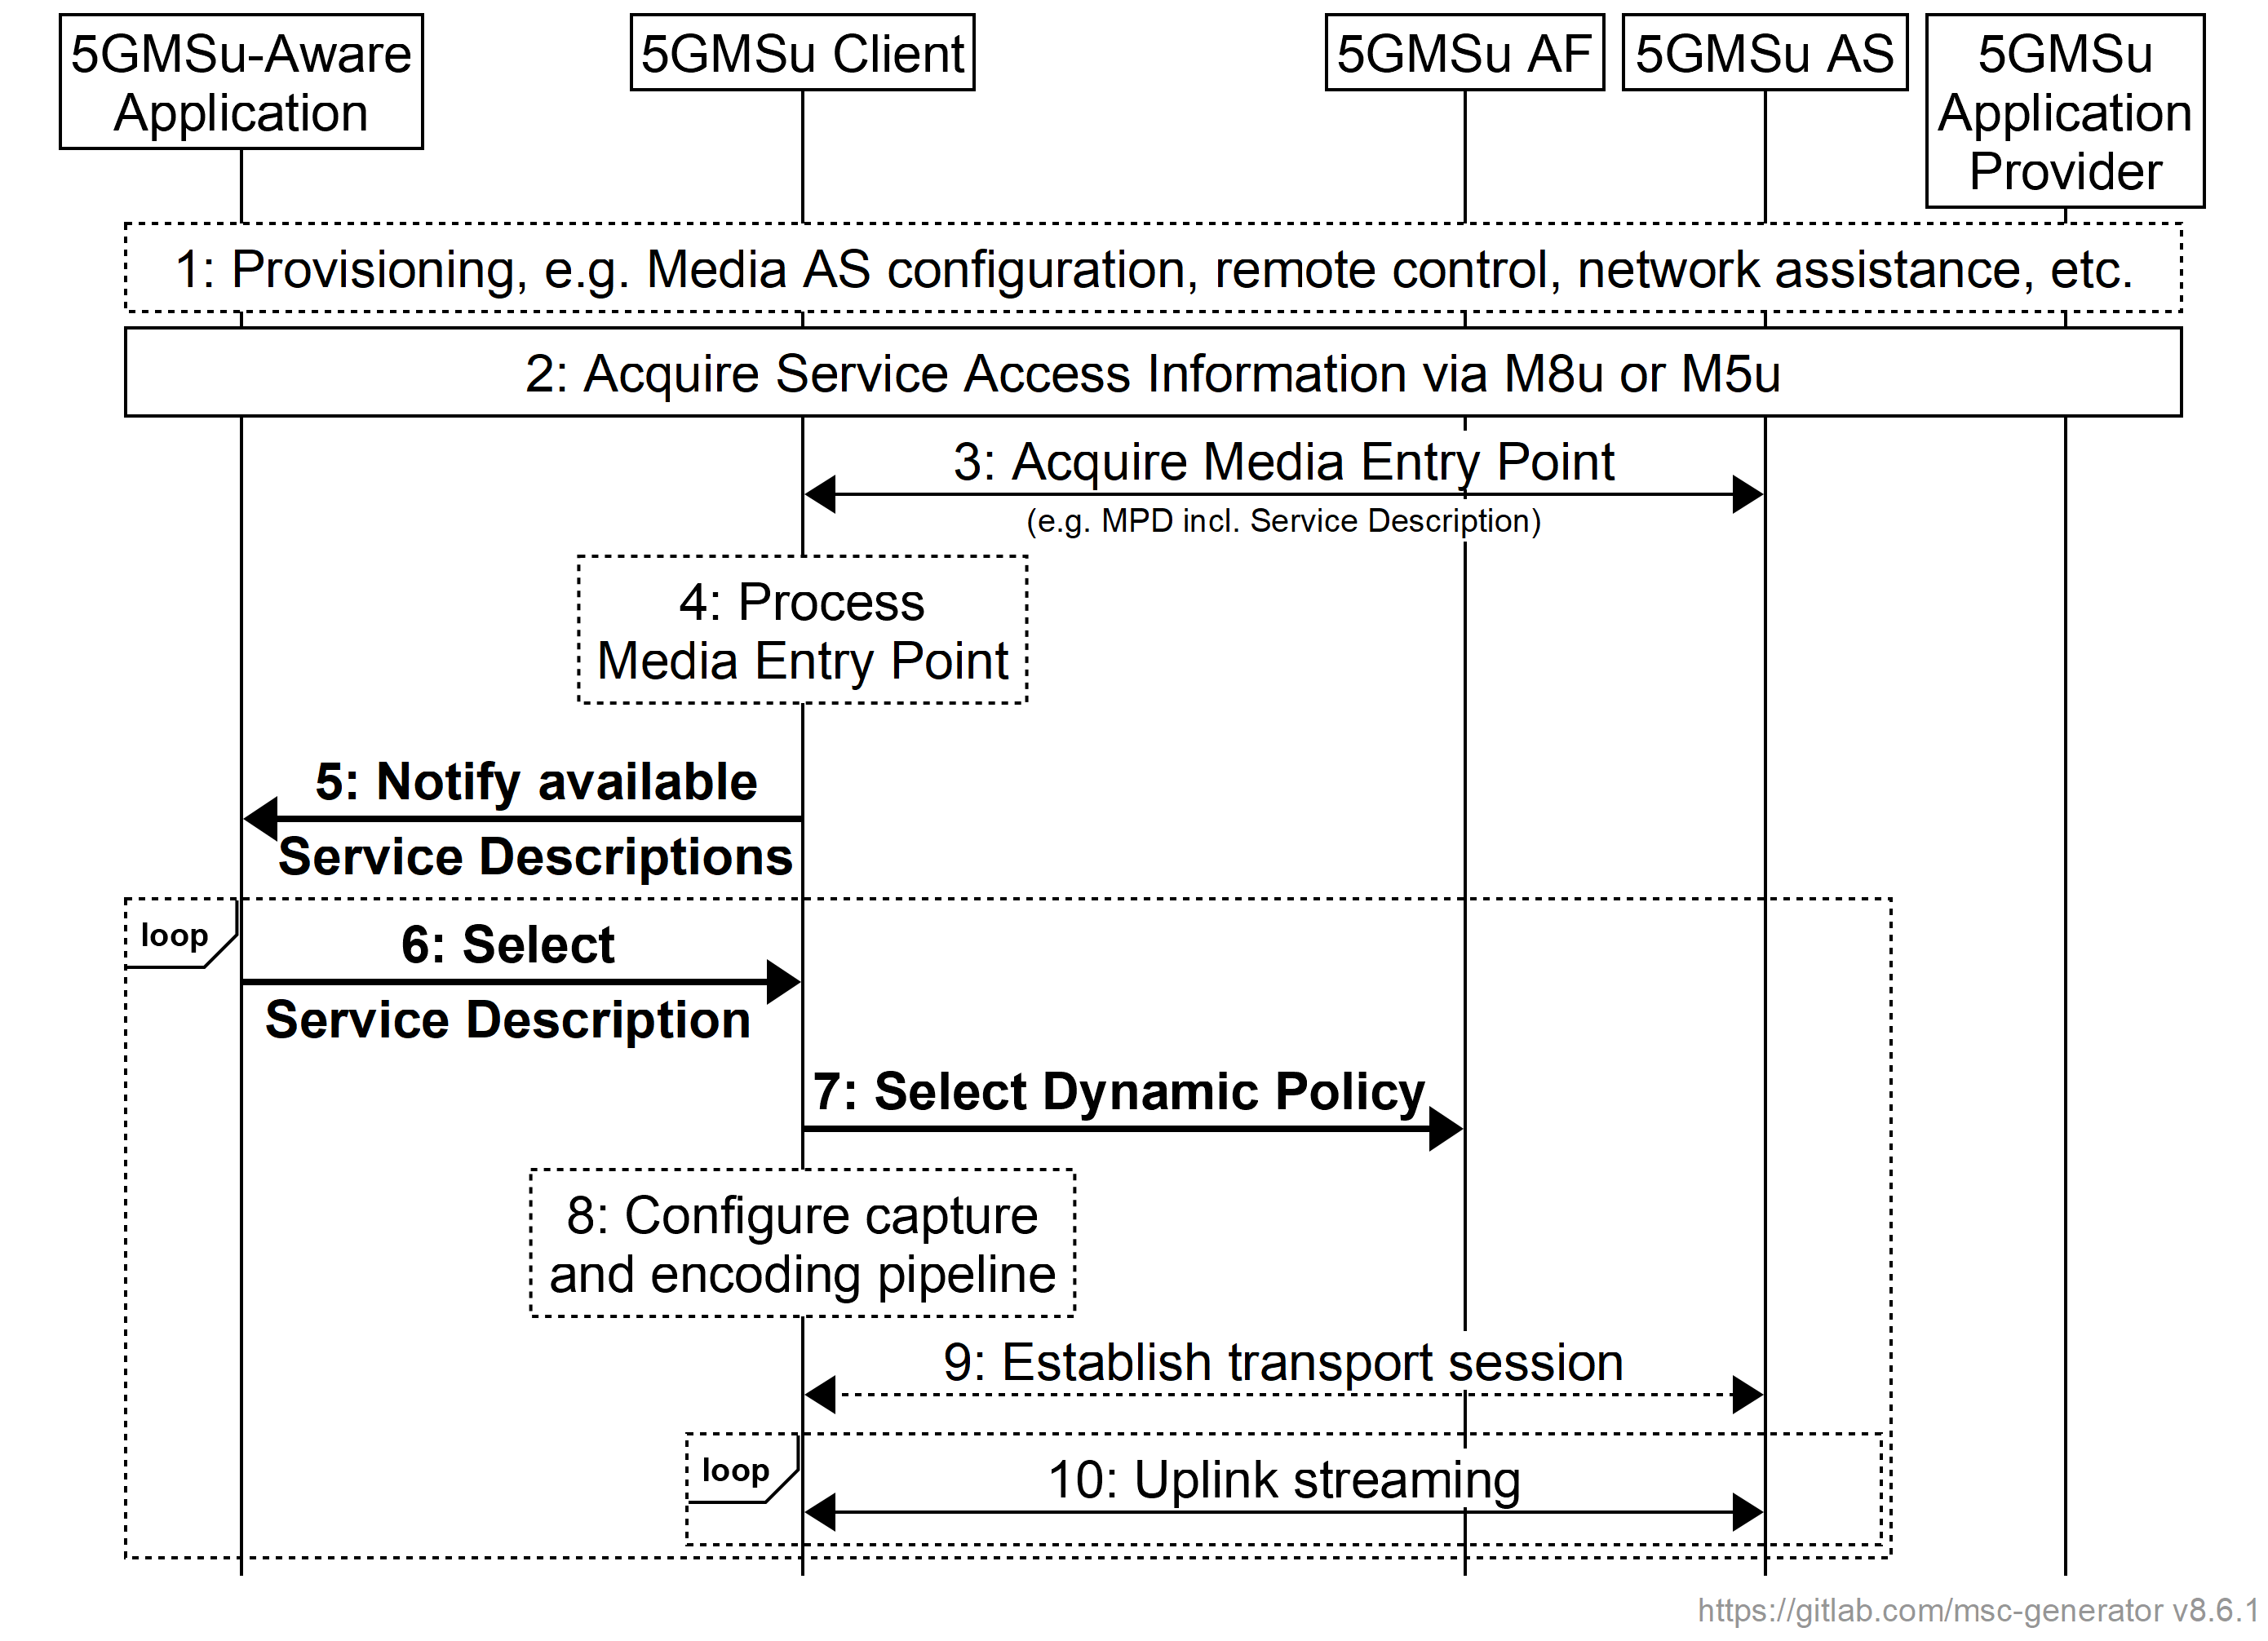 5GMSu-Aware
Application
5GMSu Client
5GMSu AF
5GMSu AS
5GMSu
Application
Provider
1: Provisioning, e.g. Media AS configuration, remote control, network assistance, etc.
2: Acquire Service Access Information via M8u or M5u
3: Acquire Media Entry Point
(e.g. MPD incl. Service Description)
4: Process
Media Entry Point
5: Notify available
Service Descriptions
loop
6: Select
Service Description
7: Select Dynamic Policy
8: Configure capture
and encoding pipeline
9: Establish transport session
loop
10: Uplink streaming
https://gitlab.com/msc-generator v8.6.1